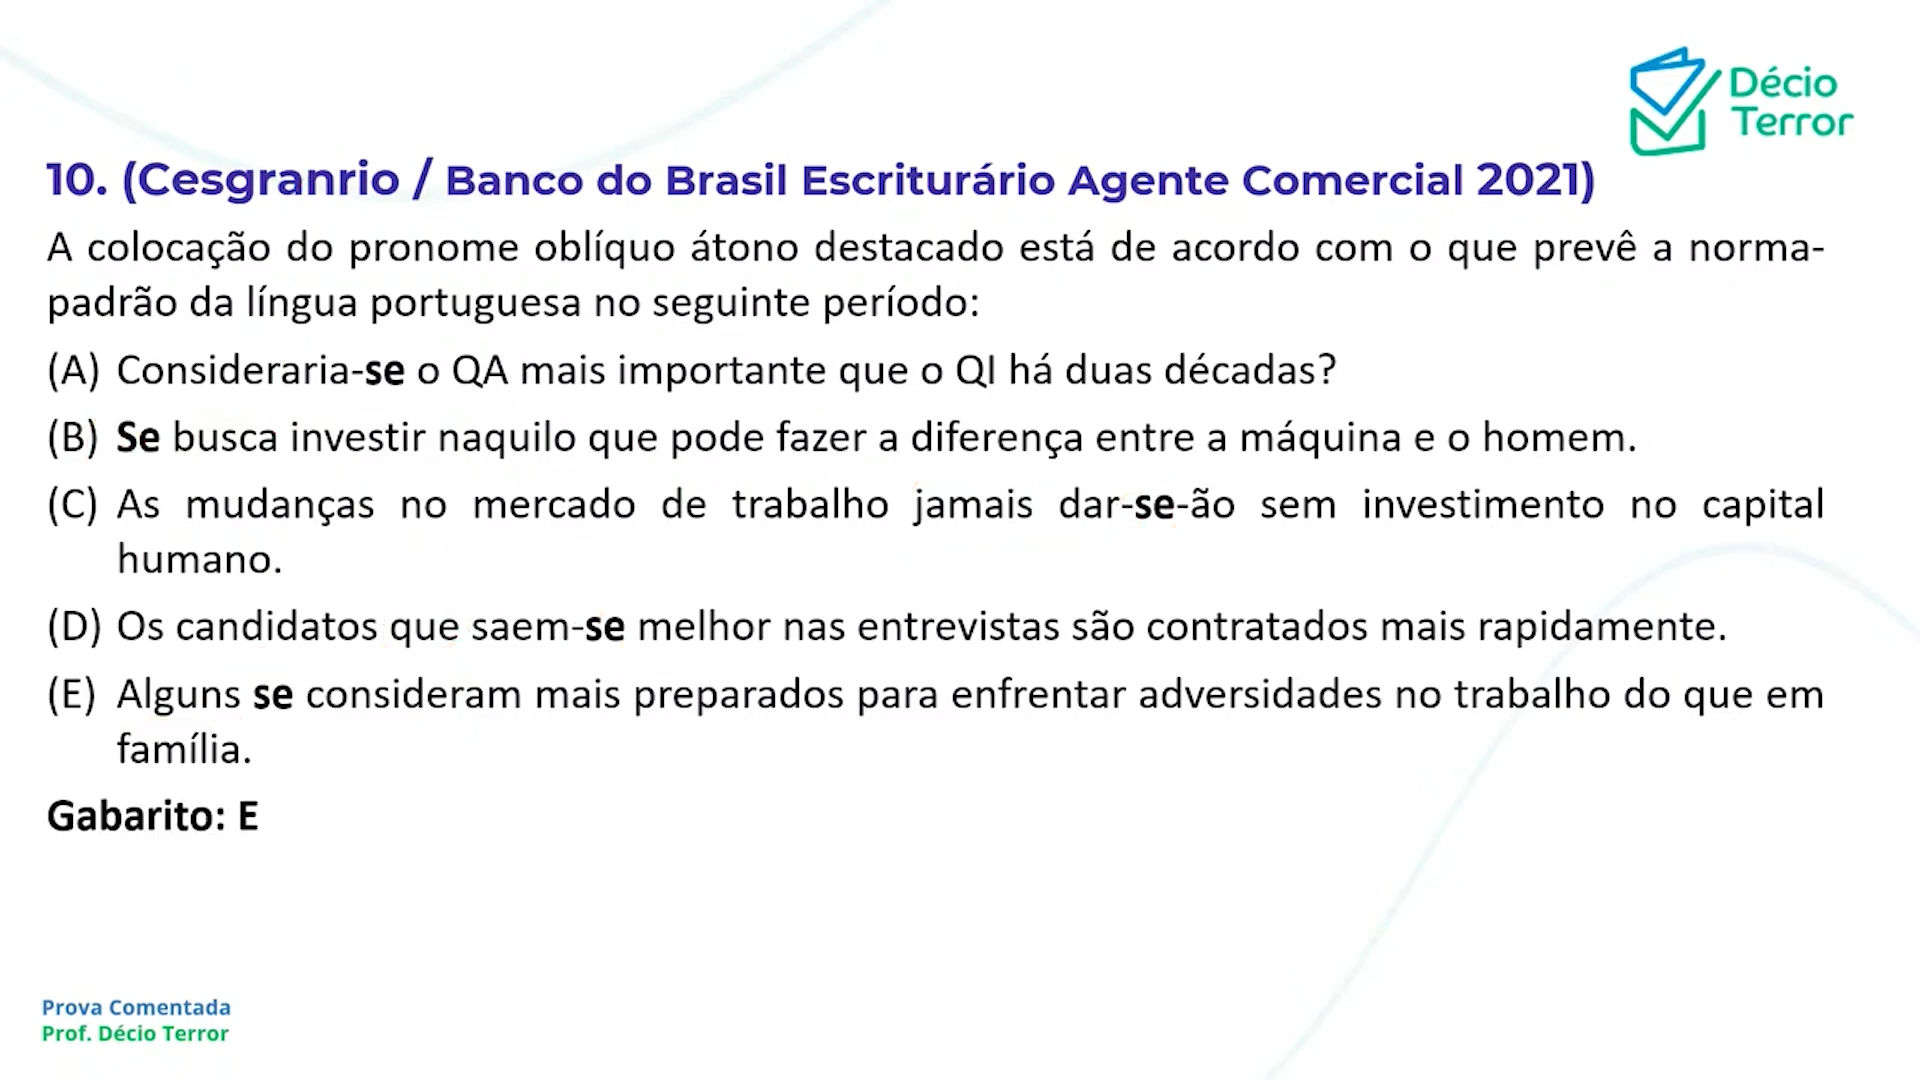 Décio
Terror
10. (Cesgranrio / Banco do Brasil Escriturário Agente Comercial 2021)
A colocação do pronome oblíquo átono destacado está de acordo com o que prevê a norma-
padrão da língua portuguesa no seguinte período:
(A) Consideraria-se o QA mais importante que o QI há duas décadas?
(B) Se busca investir naquilo que pode fazer a diferença entre a máquina e o homem.
(C) As mudanças no mercado de trabalho jamais dar-se-ão sem investimento no capital
humano.
(D) Os candidatos que saem-se melhor nas entrevistas são contratados mais rapidamente.
(E) Alguns se consideram mais preparados para enfrentar adversidades no trabalho do que em
família.
Gabarito: E
Prova Comentada
Prof. Décio Terror